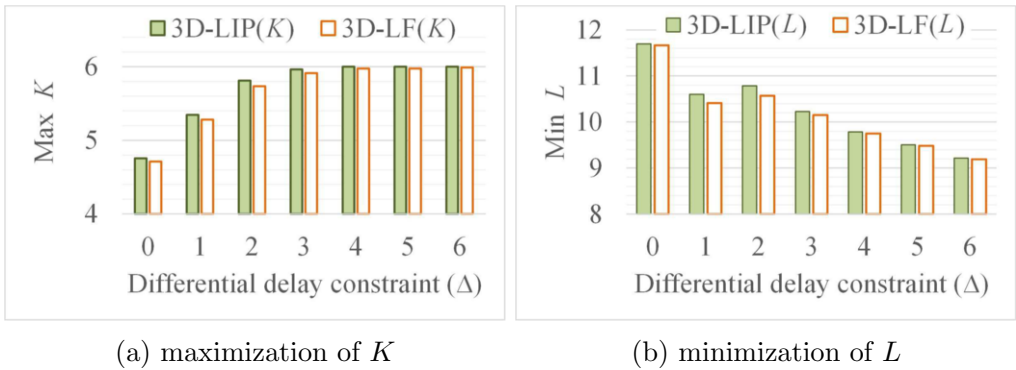 3D-LIP(K) 3D-LF(K)
6
5
4
Max K
0 1 2 3 4 5 6
Differential delay constraint (Δ)
(a) maximization of K
3D-LIP(L) 3D-LF(L)
12
11
10
9
8
Min L
0 1 2 3 4 5 6
Differential delay constraint (Δ)
(b) minimization of L